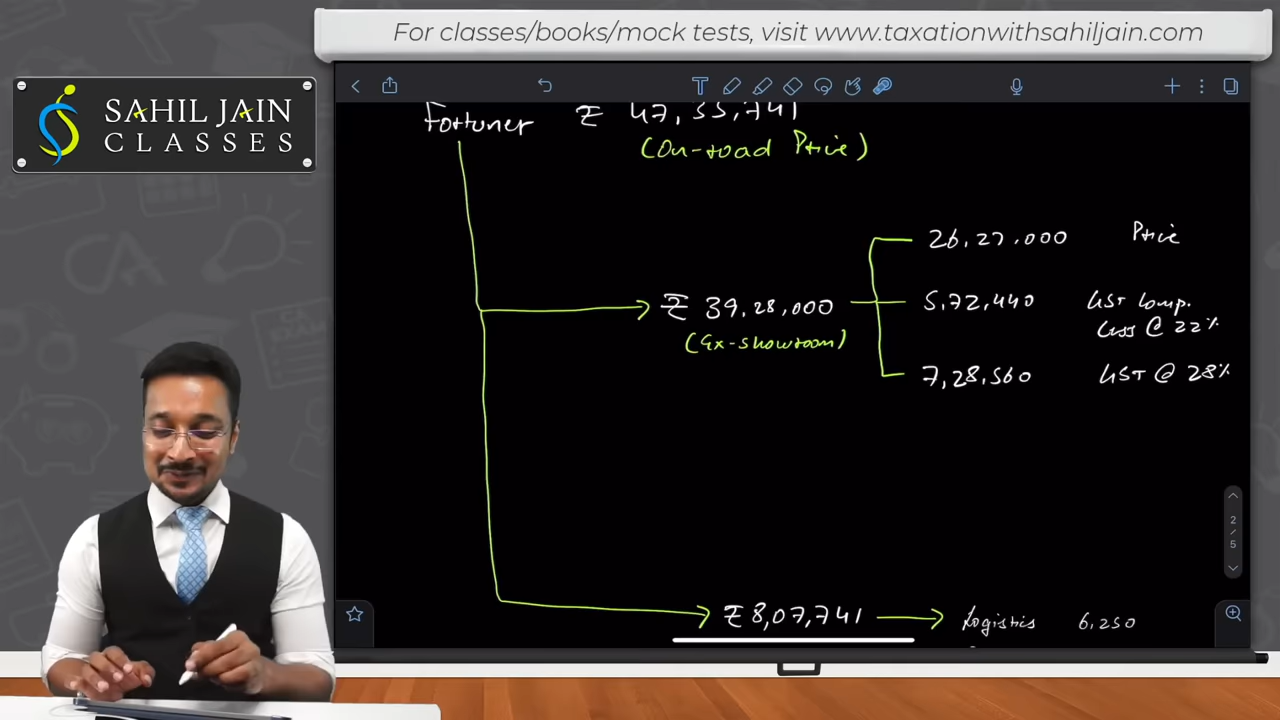 For classes/books/mock tests, visit www.taxationwithsahiljain.com
SAHIL JAIN
CLASSES
Fortuner ₹ 47,35,741
(On-road Price)
26,27,000 Price
₹ 39,28,000
(Ex-showroom)
5,72,440 GST Comp.
Cess @ 22%
7,28,560 GST @ 28%
2
/
5
₹ 8,07,741
Logistics 6,250